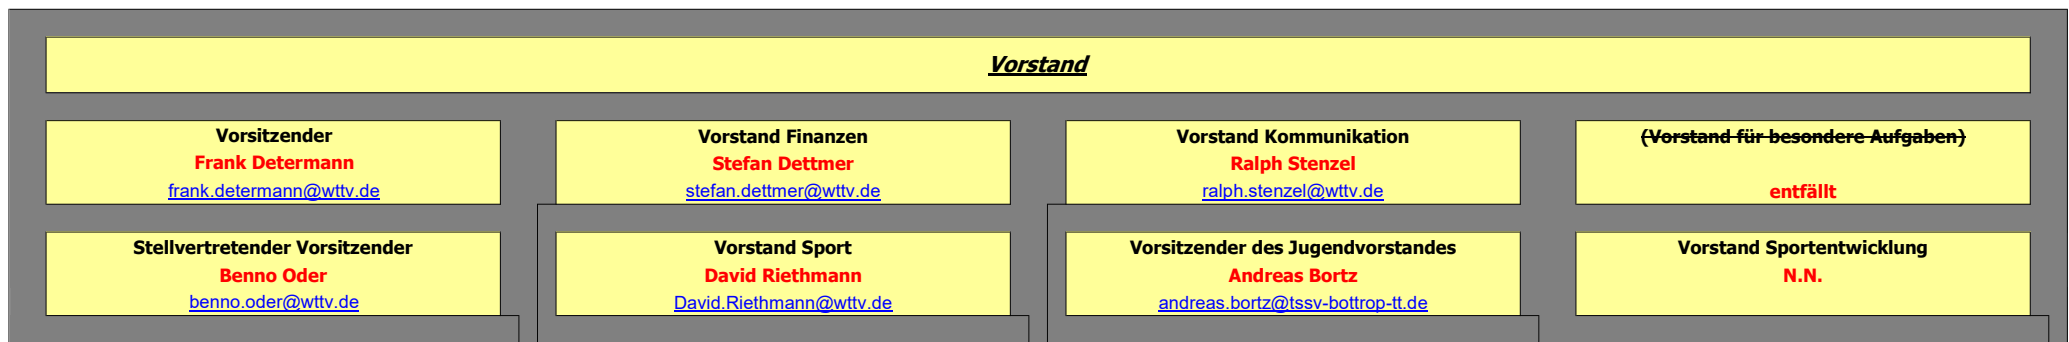 Vorstand
Vorsitzender
Frank Determann
frank.determann@wttv.de
Vorstand Finanzen
Stefan Dettmer
stefan.dettmer@wttv.de
Vorstand Kommunikation
Ralph Stenzel
ralph.stenzel@wttv.de
(Vorstand für besondere Aufgaben)
entfällt
Stellvertretender Vorsitzender
Benno Oder
benno.oder@wttv.de
Vorstand Sport
David Riethmann
David.Riethmann@wttv.de
Vorsitzender des Jugendvorstandes
Andreas Bortz
andreas.bortz@tssv-bottrop-tt.de
Vorstand Sportentwicklung
N.N.